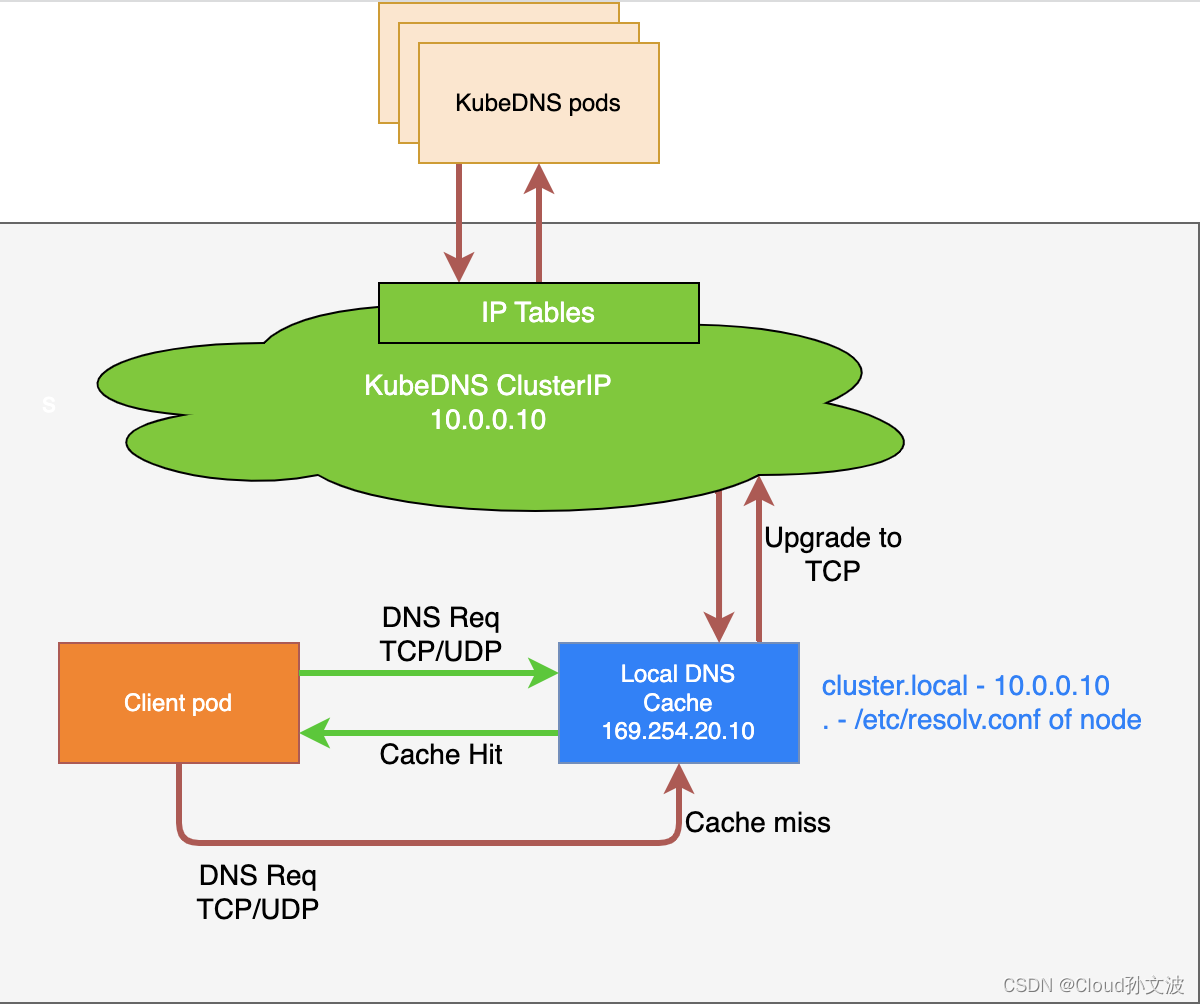 KubeDNS pods
IP Tables
KubeDNS ClusterIP
10.0.0.10
s
Upgrade to
TCP
DNS Req
TCP/UDP
Client pod
Local DNS
Cache
169.254.20.10
cluster.local - 10.0.0.10
. - /etc/resolv.conf of node
Cache Hit
Cache miss
DNS Req
TCP/UDP
CSDN @Cloud孙文波